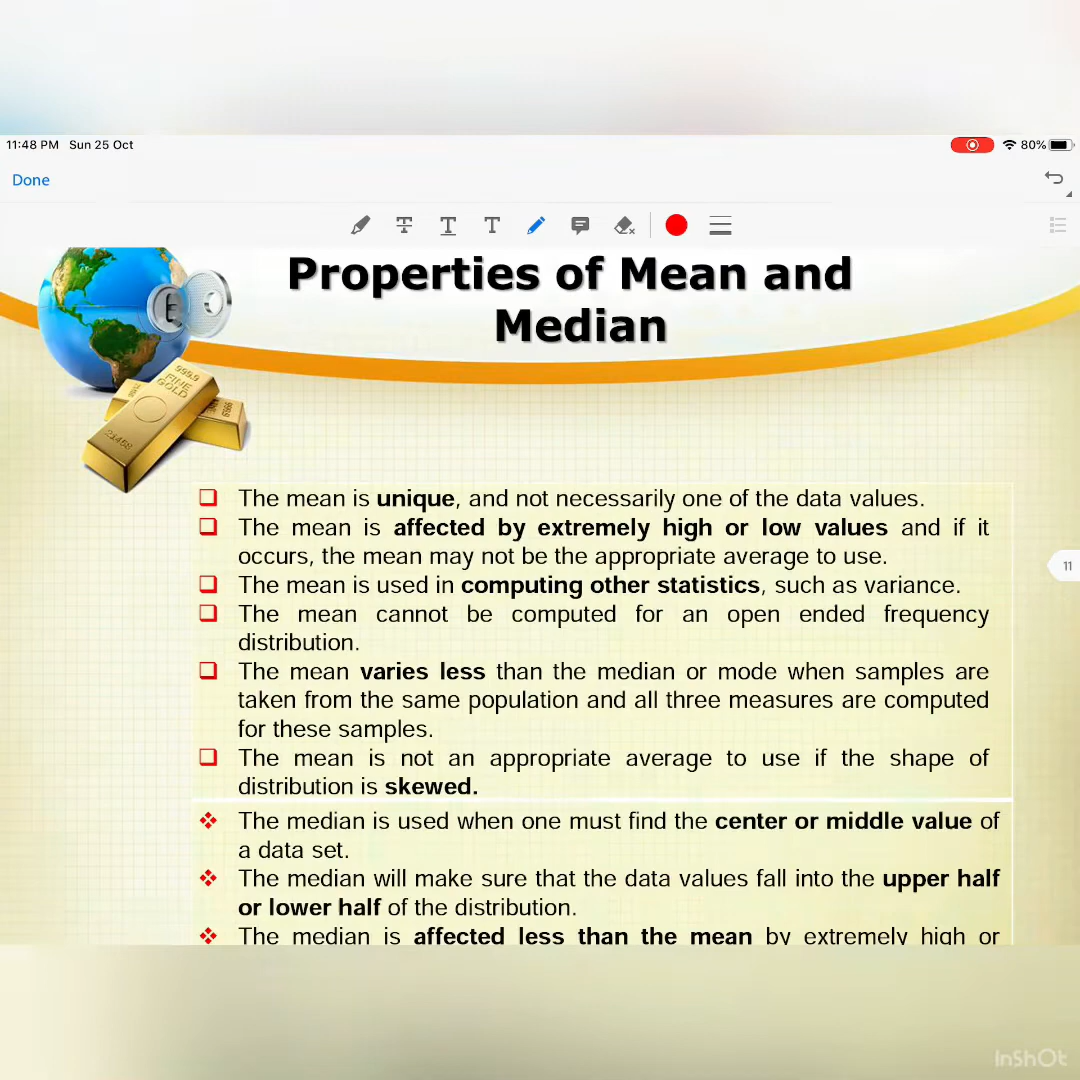 11:48 PM Sun 25 Oct
80%
Done
T T T
Properties of Mean and
Median
999.9
FINE
GOLD
21468
❑ The mean is unique, and not necessarily one of the data values.
❑ The mean is affected by extremely high or low values and if it
occurs, the mean may not be the appropriate average to use.
11
❑ The mean is used in computing other statistics, such as variance.
❑ The mean cannot be computed for an open ended frequency
distribution.
❑ The mean varies less than the median or mode when samples are
taken from the same population and all three measures are computed
for these samples.
❑ The mean is not an appropriate average to use if the shape of
distribution is skewed.
❖ The median is used when one must find the center or middle value of
a data set.
❖ The median will make sure that the data values fall into the upper half
or lower half of the distribution.
❖ The median is affected less than the mean by extremely high or
InShOt